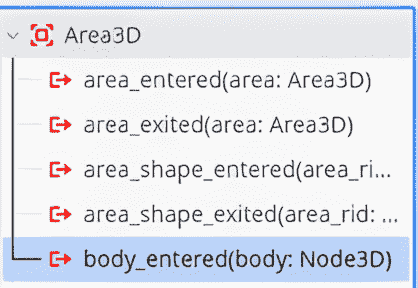 Area3D
area_entered(area: Area3D)
area_exited(area: Area3D)
area_shape_entered(area_ri...
area_shape_exited(area_rid: ...
body_entered(body: Node3D)